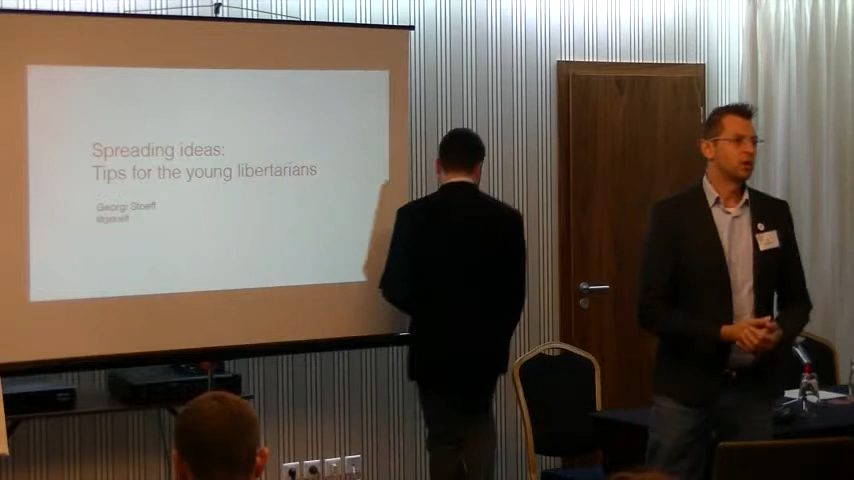 Spreading ideas:
Tips for the young libertarians
Georgi Stoeff